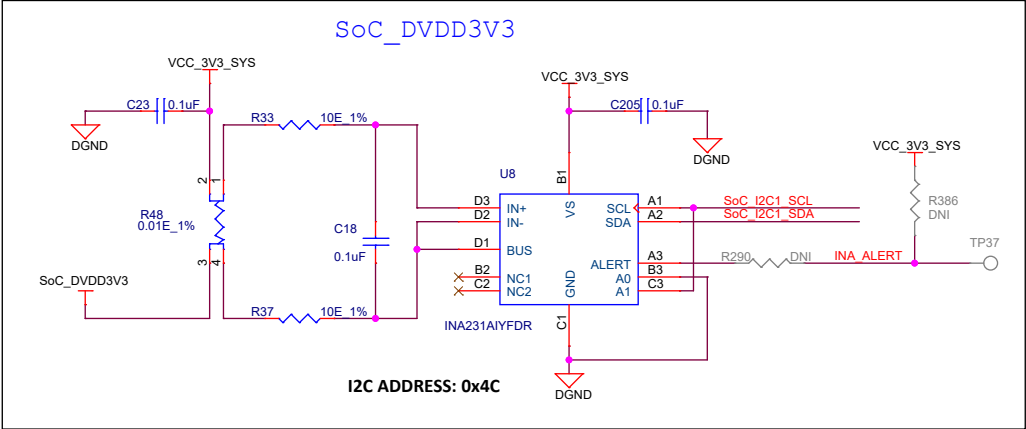 SoC_DVDD3V3
VCC_3V3_SYS
C23
0.1uF
DGND
R33
10E_1%
2
1
R48
0.01E_1%
3
4
SoC_DVDD3V3
R37
10E_1%
C18
0.1uF
VCC_3V3_SYS
C205
0.1uF
DGND
U8
B1
VS
D3
IN+
D2
IN-
D1
BUS
B2
NC1
C2
NC2
SCL
A1
SoC_I2C1_SCL
SDA
A2
SoC_I2C1_SDA
ALERT
A3
A0
B3
A1
C3
GND
C1
INA231AIYFDR
DGND
R290
DNI
INA_ALERT
VCC_3V3_SYS
R386
DNI
TP37
I2C ADDRESS: 0x4C